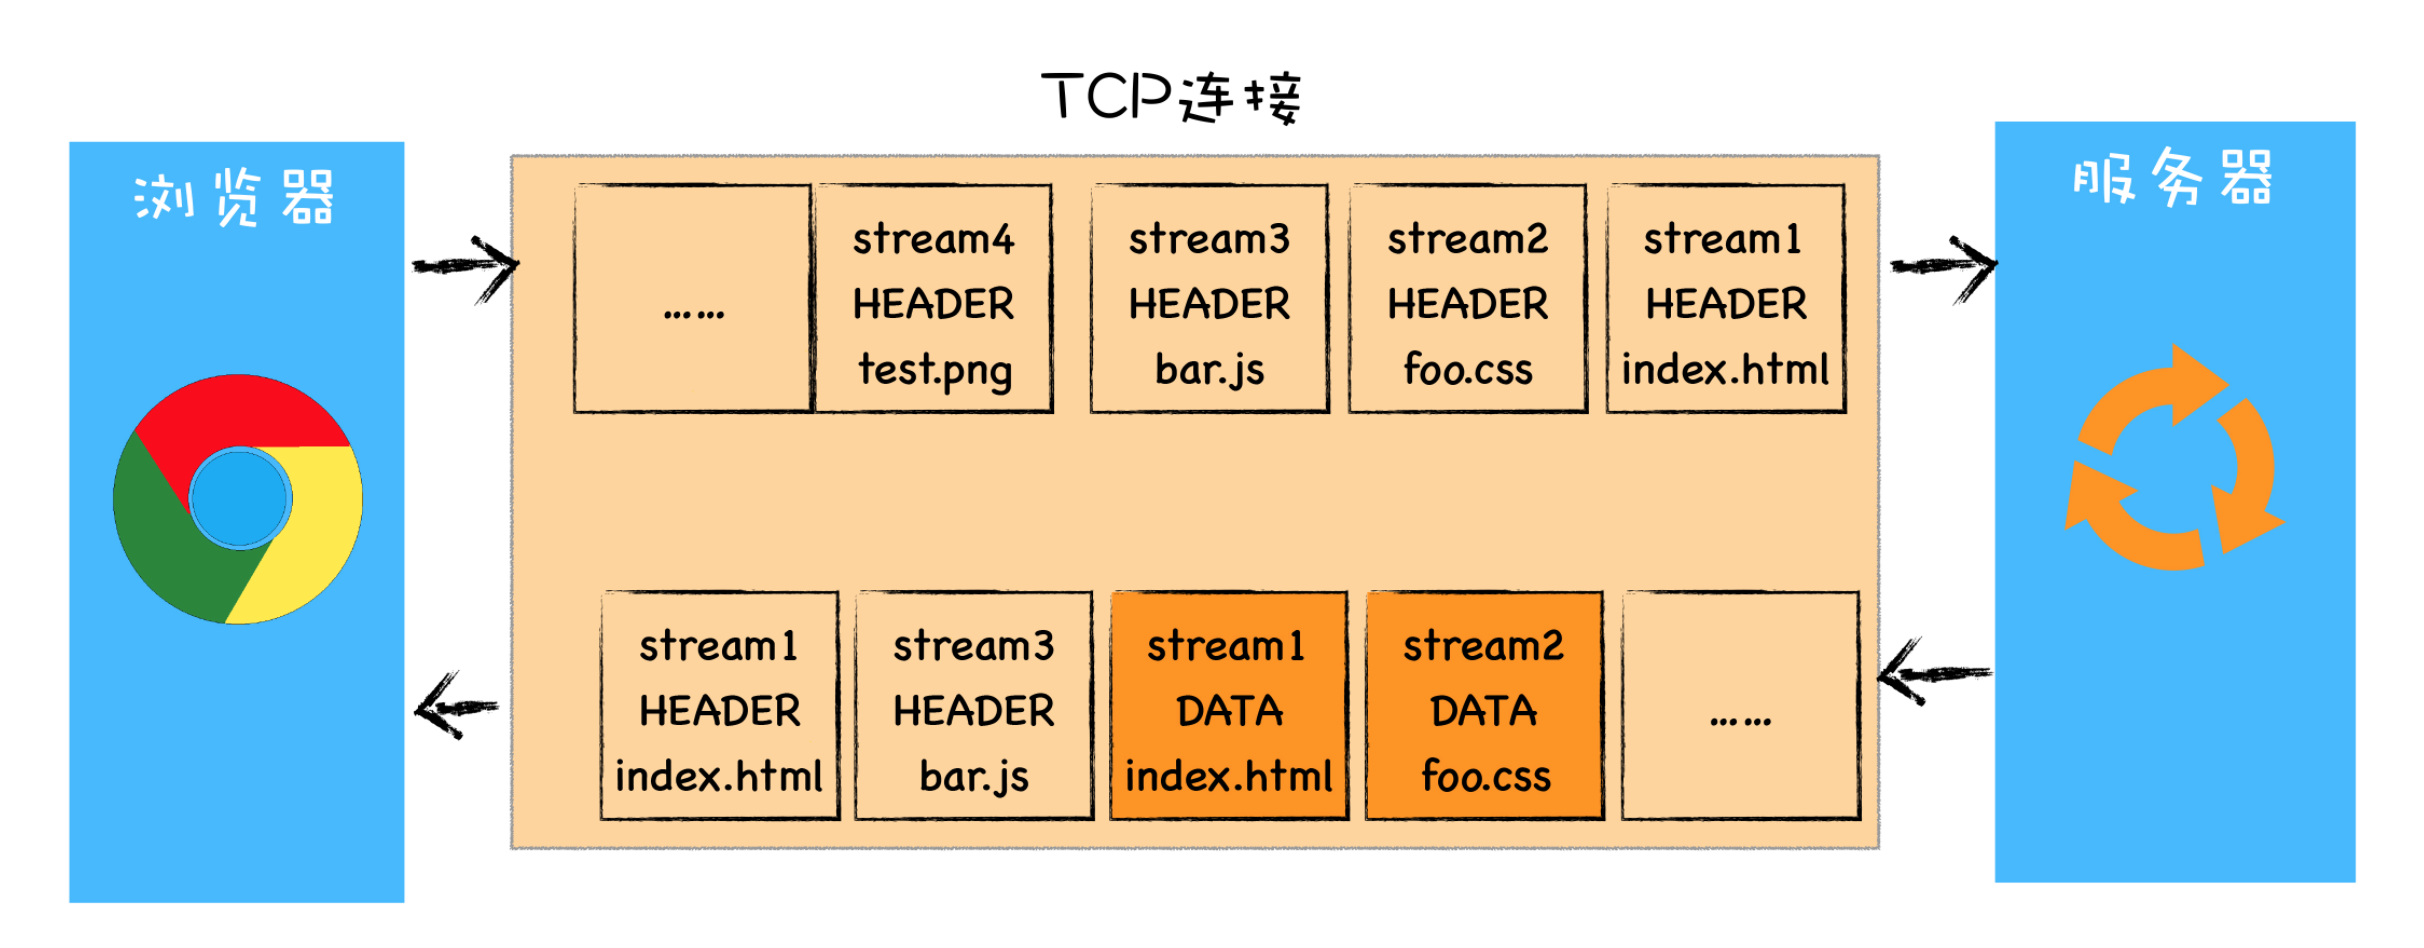 TCP连接
浏览器
服务器
……
stream4
HEADER
test.png
stream3
HEADER
bar.js
stream2
HEADER
foo.css
stream1
HEADER
index.html
stream1
HEADER
index.html
stream3
HEADER
bar.js
stream1
DATA
index.html
stream2
DATA
foo.css
……